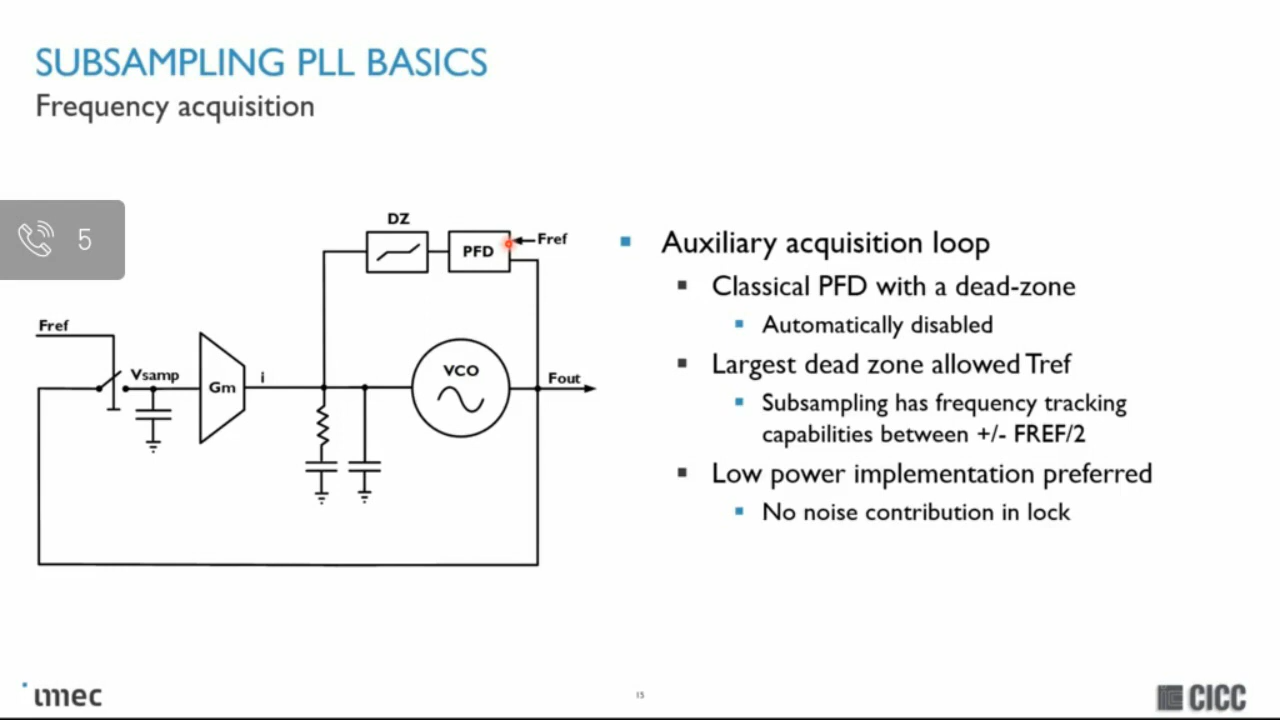 SUBSAMPLING PLL BASICS
Frequency acquisition
5
DZ
PFD
Fref
Fref
Vsamp
Gm
i
VCO
Fout
Auxiliary acquisition loop
Classical PFD with a dead-zone
Automatically disabled
Largest dead zone allowed Tref
Subsampling has frequency tracking
capabilities between +/- FREF/2
Low power implementation preferred
No noise contribution in lock
imec
15
CICC